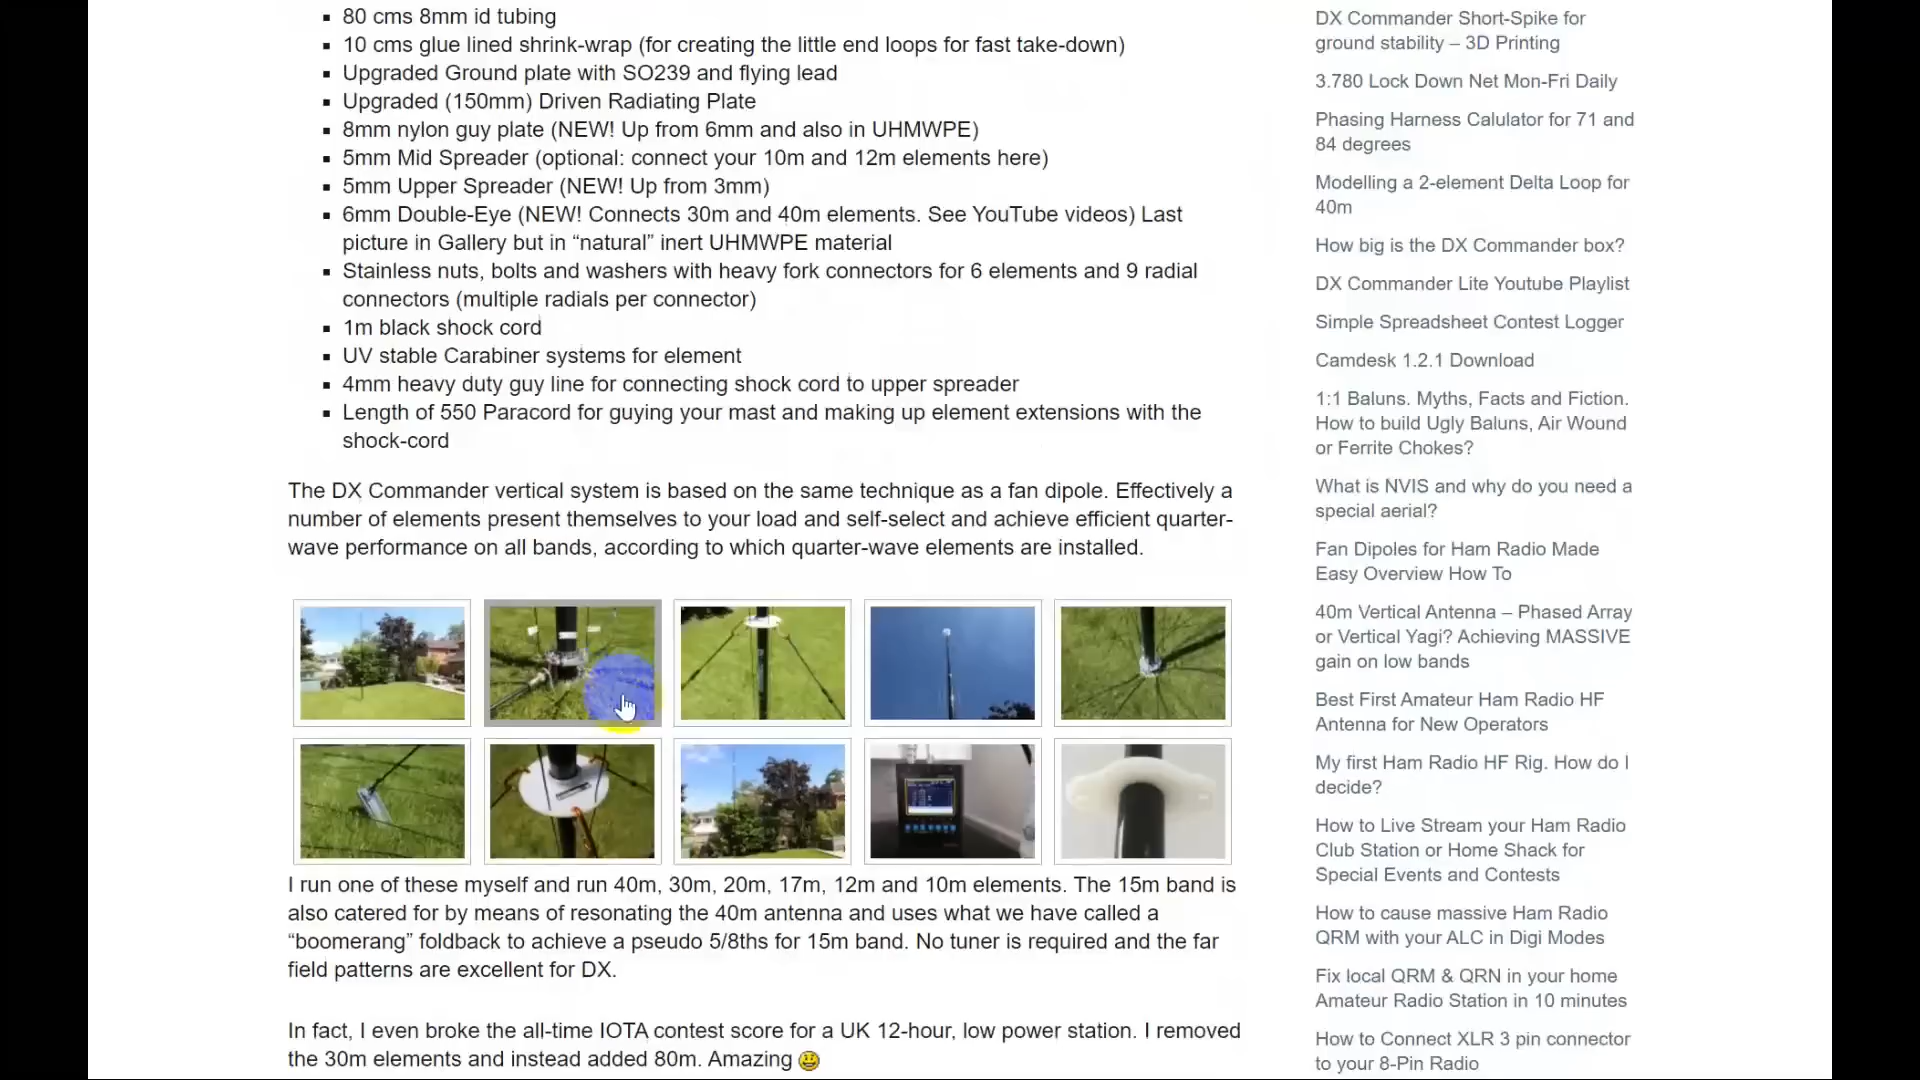 80 cms 8mm id tubing
10 cms glue lined shrink-wrap (for creating the little end loops for fast take-down)
Upgraded Ground plate with SO239 and flying lead
Upgraded (150mm) Driven Radiating Plate
8mm nylon guy plate (NEW! Up from 6mm and also in UHMWPE)
5mm Mid Spreader (optional: connect your 10m and 12m elements here)
5mm Upper Spreader (NEW! Up from 3mm)
6mm Double-Eye (NEW! Connects 30m and 40m elements. See YouTube videos) Last
picture in Gallery but in “natural” inert UHMWPE material
Stainless nuts, bolts and washers with heavy fork connectors for 6 elements and 9 radial
connectors (multiple radials per connector)
1m black shock cord
UV stable Carabiner systems for element
4mm heavy duty guy line for connecting shock cord to upper spreader
Length of 550 Paracord for guying your mast and making up element extensions with the
shock-cord
The DX Commander vertical system is based on the same technique as a fan dipole. Effectively a
number of elements present themselves to your load and self-select and achieve efficient quarter-
wave performance on all bands, according to which quarter-wave elements are installed.
I run one of these myself and run 40m, 30m, 20m, 17m, 12m and 10m elements. The 15m band is
also catered for by means of resonating the 40m antenna and uses what we have called a
“boomerang” foldback to achieve a pseudo 5/8ths for 15m band. No tuner is required and the far
field patterns are excellent for DX.
In fact, I even broke the all-time IOTA contest score for a UK 12-hour, low power station. I removed
the 30m elements and instead added 80m. Amazing
DX Commander Short-Spike for
ground stability – 3D Printing
3.780 Lock Down Net Mon-Fri Daily
Phasing Harness Calulator for 71 and
84 degrees
Modelling a 2-element Delta Loop for
40m
How big is the DX Commander box?
DX Commander Lite Youtube Playlist
Simple Spreadsheet Contest Logger
Camdesk 1.2.1 Download
1:1 Baluns. Myths, Facts and Fiction.
How to build Ugly Baluns, Air Wound
or Ferrite Chokes?
What is NVIS and why do you need a
special aerial?
Fan Dipoles for Ham Radio Made
Easy Overview How To
40m Vertical Antenna – Phased Array
or Vertical Yagi? Achieving MASSIVE
gain on low bands
Best First Amateur Ham Radio HF
Antenna for New Operators
My first Ham Radio HF Rig. How do I
decide?
How to Live Stream your Ham Radio
Club Station or Home Shack for
Special Events and Contests
How to cause massive Ham Radio
QRM with your ALC in Digi Modes
Fix local QRM & QRN in your home
Amateur Radio Station in 10 minutes
How to Connect XLR 3 pin connector
to your 8-Pin Radio